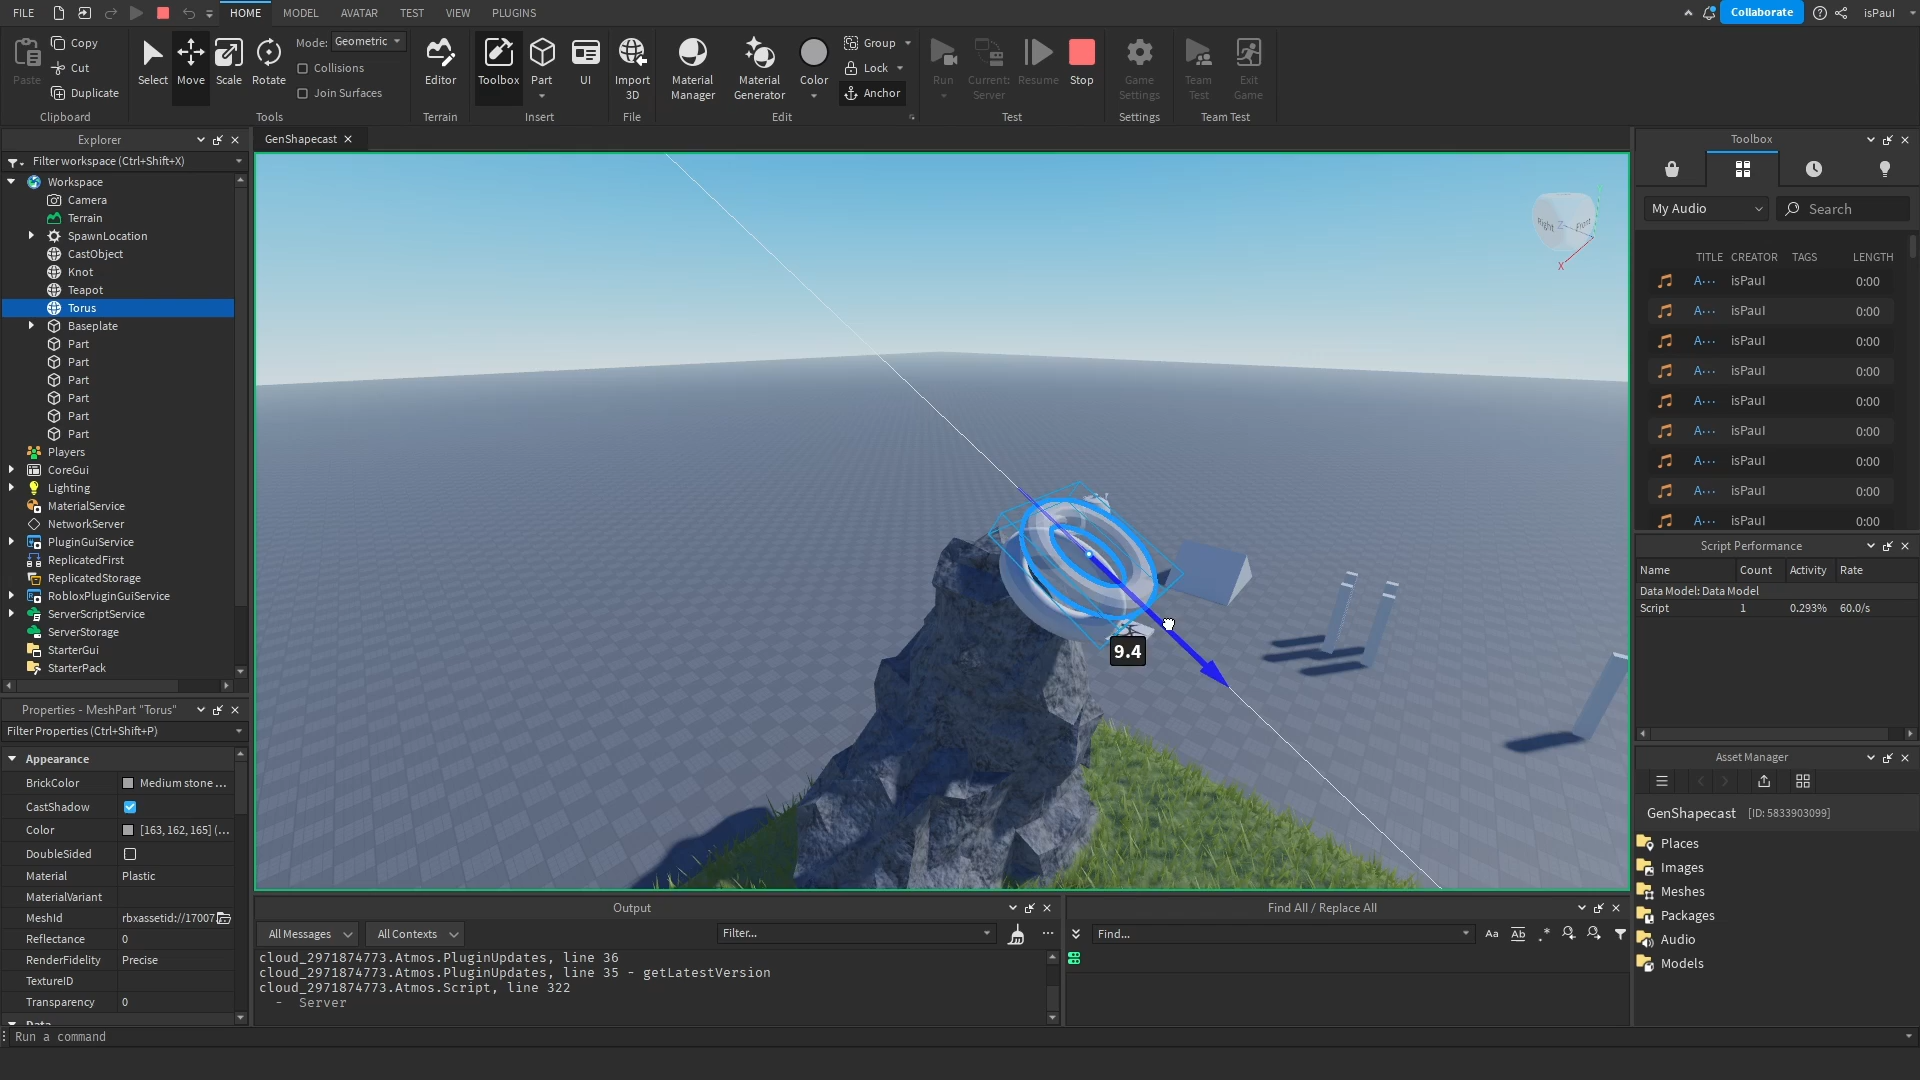 FILE
HOME
MODEL
AVATAR
TEST
VIEW
PLUGINS
Collaborate
isPaul
Paste
Copy
Cut
Duplicate
Clipboard
Select
Move
Scale
Rotate
Mode: Geometric
Collisions
Join Surfaces
Tools
Editor
Terrain
Toolbox
Part
UI
Insert
Import
3D
File
Material
Manager
Material
Generator
Color
Group
Lock
Anchor
Edit
Run
Current:
Server
Resume
Stop
Test
Game
Settings
Settings
Team
Test
Exit
Game
Team Test
Explorer
Filter workspace (Ctrl+Shift+X)
Workspace
Camera
Terrain
SpawnLocation
CastObject
Knot
Teapot
Torus
Baseplate
Part
Part
Part
Part
Part
Part
Players
CoreGui
Lighting
MaterialService
NetworkServer
PluginGuiService
ReplicatedFirst
ReplicatedStorage
RobloxPluginGuiService
ServerScriptService
ServerStorage
StarterGui
StarterPack
Properties - MeshPart "Torus"
Filter Properties (Ctrl+Shift+P)
Appearance
BrickColor Medium stone ...
CastShadow
Color [163, 162, 165] (...
DoubleSided
Material Plastic
MaterialVariant
MeshId rbxassetid://17007
Reflectance 0
RenderFidelity Precise
TextureID
Transparency 0
Data
Run a command
GenShapecast
Right
Z
Front
X
9.4
Output
All Messages
All Contexts
Filter...
cloud_2971874773.Atmos.PluginUpdates, line 36
cloud_2971874773.Atmos.PluginUpdates, line 35 - getLatestVersion
cloud_2971874773.Atmos.Script, line 322
- Server
Find All / Replace All
Find...
Aa
Ab
.*
Toolbox
My Audio
Search
TITLE CREATOR TAGS LENGTH
A··· isPaul 0:00
A··· isPaul 0:00
A··· isPaul 0:00
A··· isPaul 0:00
A··· isPaul 0:00
A··· isPaul 0:00
A··· isPaul 0:00
A··· isPaul 0:00
A··· isPaul 0:00
Script Performance
Name Count Activity Rate
Data Model: Data Model
Script 1 0.293% 60.0/s
Asset Manager
GenShapecast [ID: 5833903099]
Places
Images
Meshes
Packages
Audio
Models